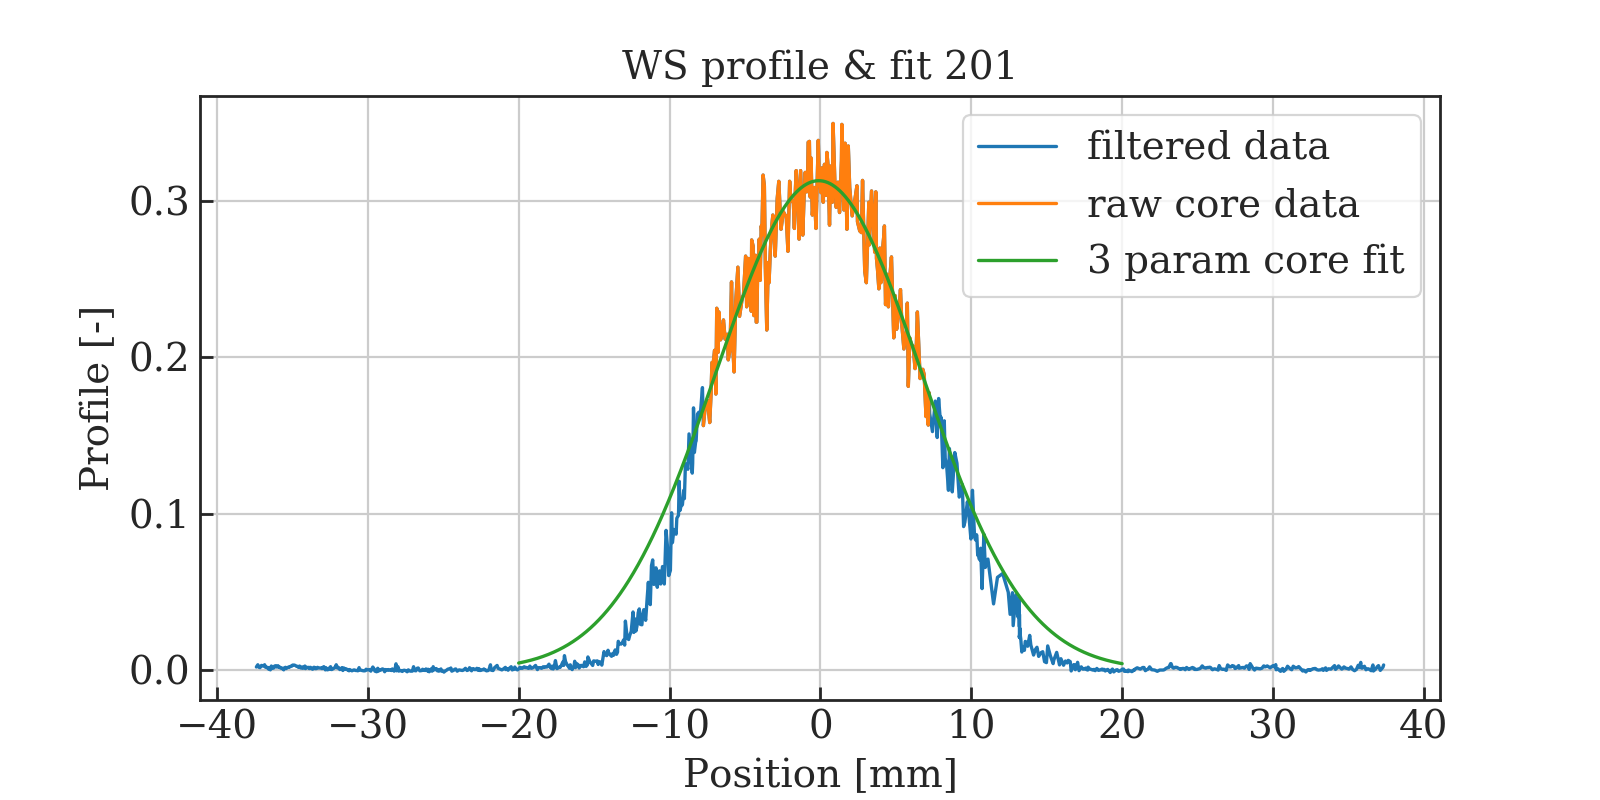 WS profile & fit 201
filtered data
raw core data
3 param core fit
Profile [-]
0.3
0.2
0.1
0.0
−40 −30 −20 −10 0 10 20 30 40
Position [mm]